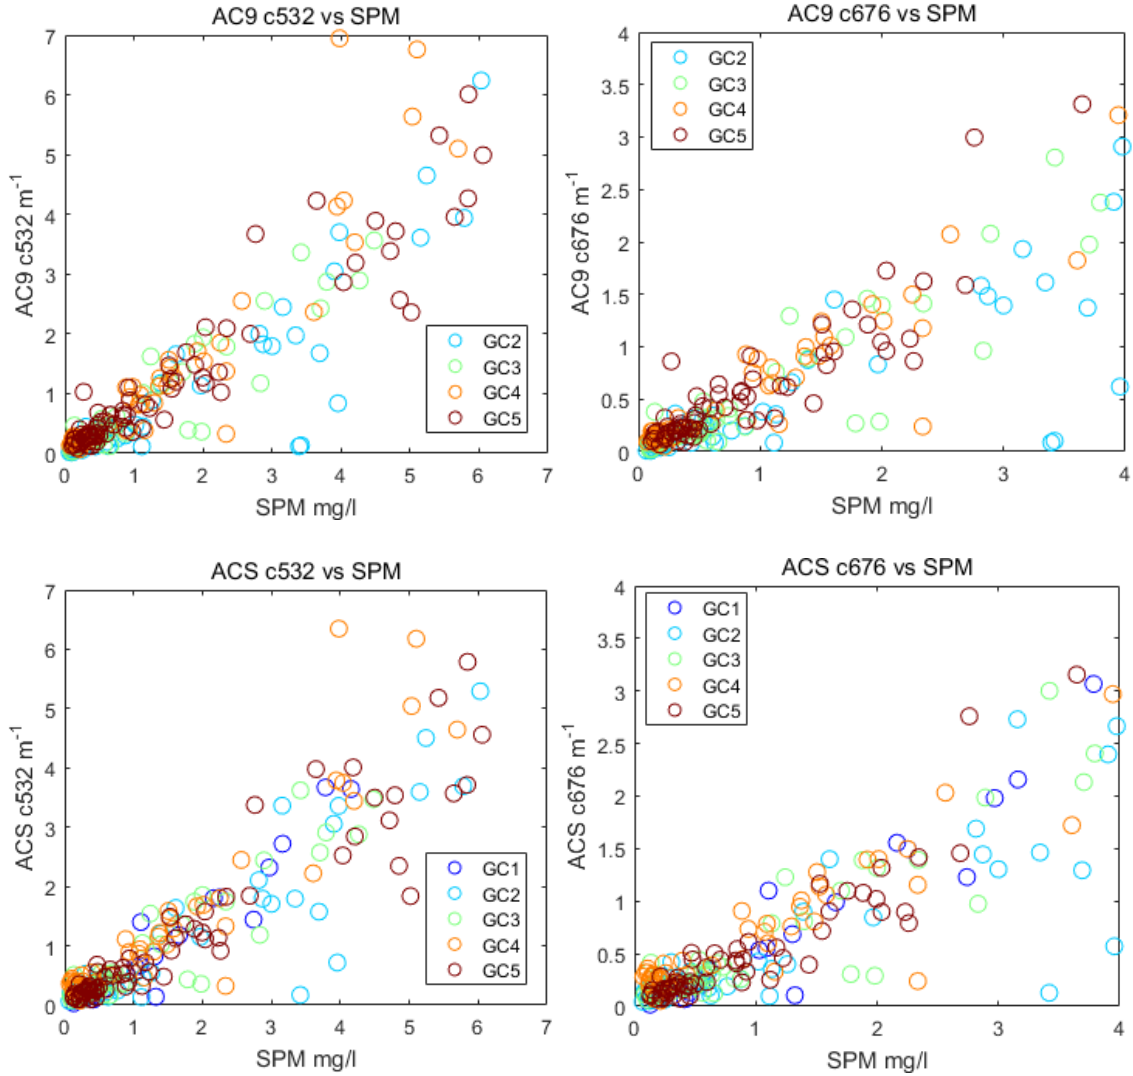 AC9 c532 vs SPM
7
6
5
4
3
2
1
0
AC9 c532 m⁻¹
0 1 2 3 4 5 6 7
SPM mg/l
GC2
GC3
GC4
GC5
AC9 c676 vs SPM
4
3.5
3
2.5
2
1.5
1
0.5
0
AC9 c676 m⁻¹
0 1 2 3 4
SPM mg/l
GC2
GC3
GC4
GC5
ACS c532 vs SPM
7
6
5
4
3
2
1
0
ACS c532 m⁻¹
0 1 2 3 4 5 6 7
SPM mg/l
GC1
GC2
GC3
GC4
GC5
ACS c676 vs SPM
4
3.5
3
2.5
2
1.5
1
0.5
0
ACS c676 m⁻¹
0 1 2 3 4
SPM mg/l
GC1
GC2
GC3
GC4
GC5